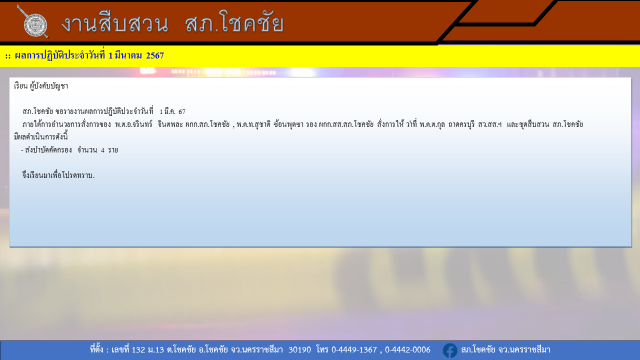 งานสืบสวน สภ.โชคชัย
:: ผลการปฏิบัติประจำวันที่ 1 มีนาคม 2567
เรียน ผู้บังคับบัญชา
สภ.โชคชัย ขอรายงานผลการปฏิบัติประจำวันที่ 1 มี.ค. 67
ภายใต้การอำนวยการสั่งการของ พ.ต.อ.จรินทร์ จีนตพละ ผกก.สภ.โชคชัย , พ.ต.ท.สุชาติ ซ้อนพุดซา รอง ผกก.สส.สภ.โชคชัย สั่งการให้ ว่าที่ พ.ต.ต.กุล ถาดครบุรี สว.สส.ฯ และชุดสืบสวน สภ.โชคชัย
มีผลดำเนินการดังนี้
- ส่งบำบัดคัดกรอง จำนวน 4 ราย
จึงเรียนมาเพื่อโปรดทราบ.
ที่ตั้ง : เลขที่ 132 ม.13 ต.โชคชัย อ.โชคชัย จว.นครราชสีมา 30190 โทร 0-4449-1367 , 0-4442-0006 สภ.โชคชัย จว.นครราชสีมา